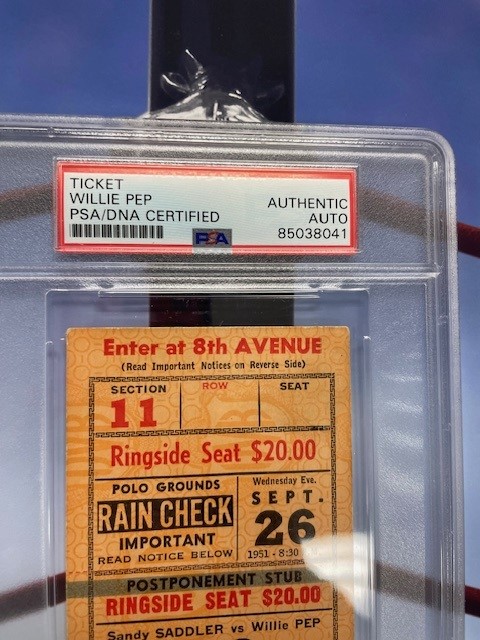 TICKET
WILLIE PEP
PSA/DNA CERTIFIED
AUTHENTIC
AUTO
85038041
PSA
Enter at 8th AVENUE
(Read Important Notices on Reverse Side)
SECTION ROW SEAT
11
Ringside Seat $20.00
POLO GROUNDS
RAIN CHECK
IMPORTANT
READ NOTICE BELOW
Wednesday Eve.
SEPT.
26
1951 - 8:30
POSTPONEMENT STUB
RINGSIDE SEAT $20.00
Sandy SADDLER vs Willie PEP